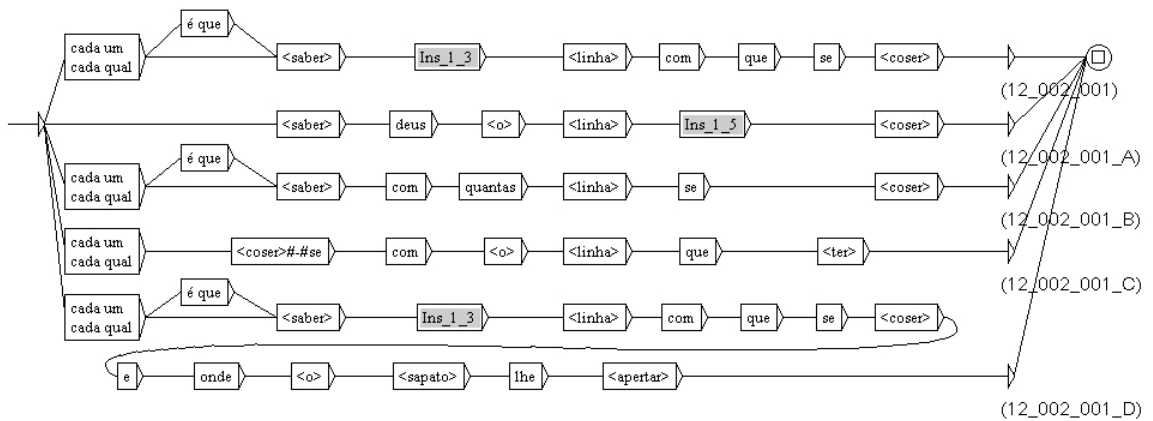 é que
cada um
cada qual
<saber> Ins_1_3 <linha> com que se <coser>
(12_002_001)
<saber> deus <o> <linha> Ins_1_5 <coser>
(12_002_001_A)
é que
cada um
cada qual
<saber> com quantas <linha> se <coser>
(12_002_001_B)
cada um
cada qual
<coser>#-#se com <o> <linha> que <ter>
(12_002_001_C)
é que
cada um
cada qual
<saber> Ins_1_3 <linha> com que se <coser>
e onde <o> <sapato> lhe <apertar>
(12_002_001_D)